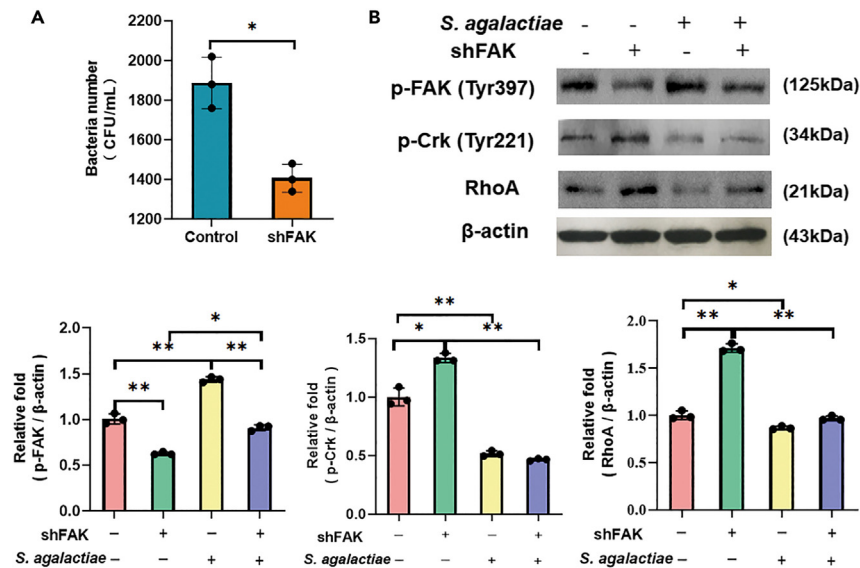 A
*
2200
2000
1800
1600
1400
1200
Bacteria number
( CFU/mL)
Control shFAK
B
S. agalactiae - - + +
shFAK - + - +
p-FAK (Tyr397) (125kDa)
p-Crk (Tyr221) (34kDa)
RhoA (21kDa)
β-actin (43kDa)
* ** ** **
2.0
1.5
1.0
0.5
0.0
Relative fold
( p-FAK / β-actin )
shFAK − + − +
S. agalactiae − − + +
** * **
1.5
1.0
0.5
0.0
Relative fold
( p-Crk / β-actin )
shFAK − + − +
S. agalactiae − − + +
* ** **
2.0
1.5
1.0
0.5
0.0
Relative fold
( RhoA / β-actin )
shFAK − + − +
S. agalactiae − − + +